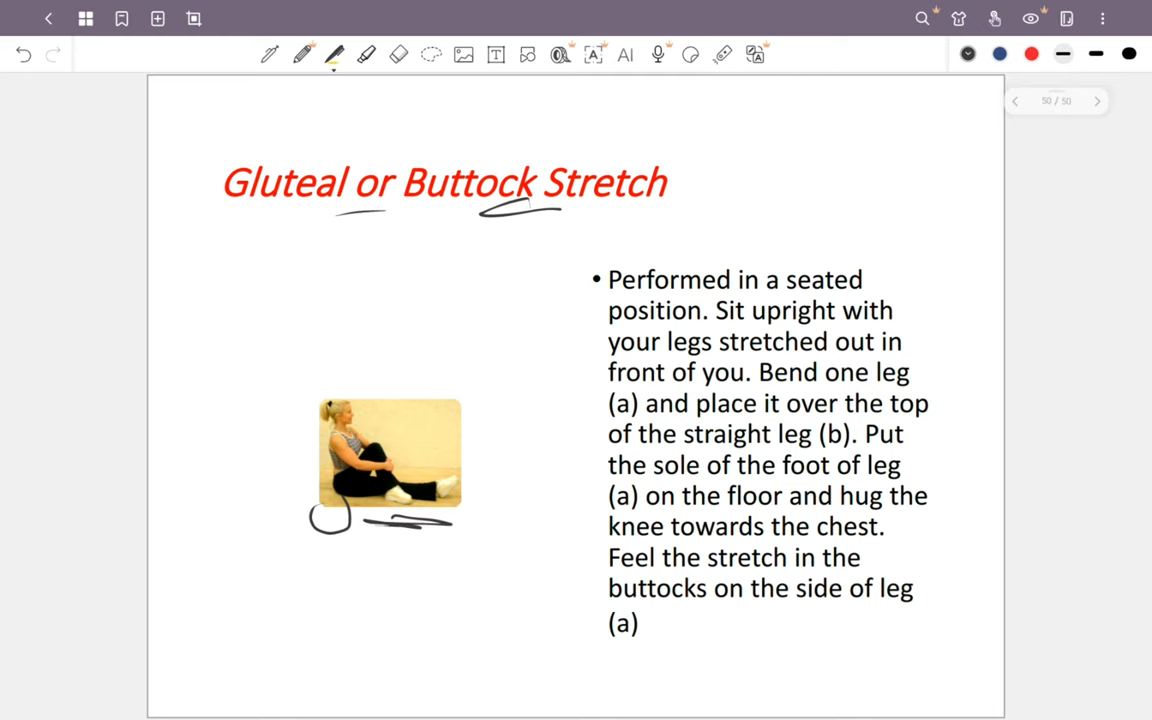 50 / 50
Gluteal or Buttock Stretch
• Performed in a seated
position. Sit upright with
your legs stretched out in
front of you. Bend one leg
(a) and place it over the top
of the straight leg (b). Put
the sole of the foot of leg
(a) on the floor and hug the
knee towards the chest.
Feel the stretch in the
buttocks on the side of leg
(a)